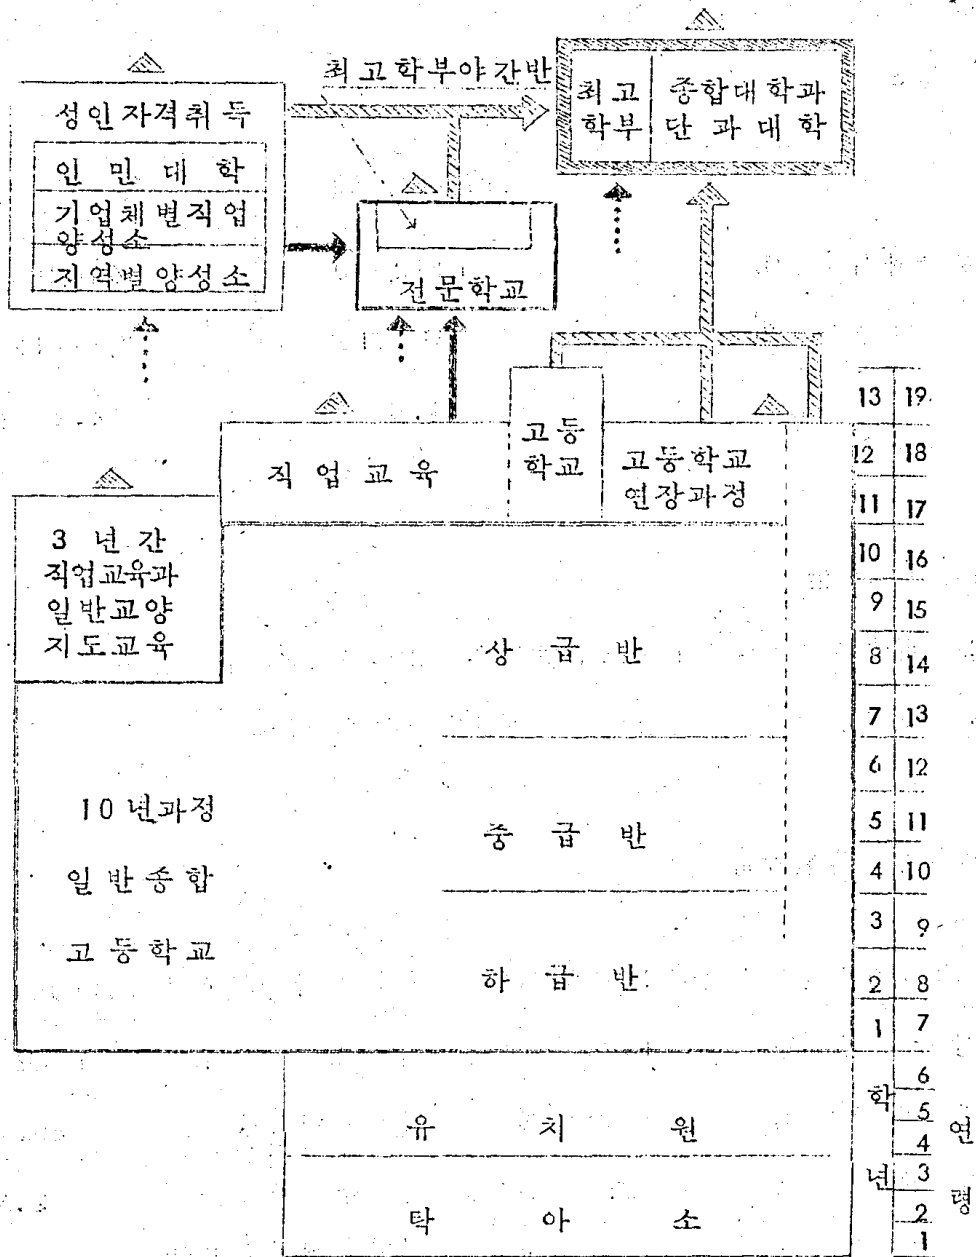 최고학부야간반
성인자격취득
인민대학
기업체별직업
양성소
지역별양성소
최고
학부
종합대학과
단과대학
전문학교
직업교육
고등
학교
고등학교
연장과정
3년간
직업교육과
일반교양
지도교육
상급반
중급반
하급반
10년과정
일반종합
고등학교
유치원
탁아소
13 19
12 18
11 17
10 16
9 15
8 14
7 13
6 12
5 11
4 10
3 9
2 8
1 7
6
5
4
3
2
1
학년
연령